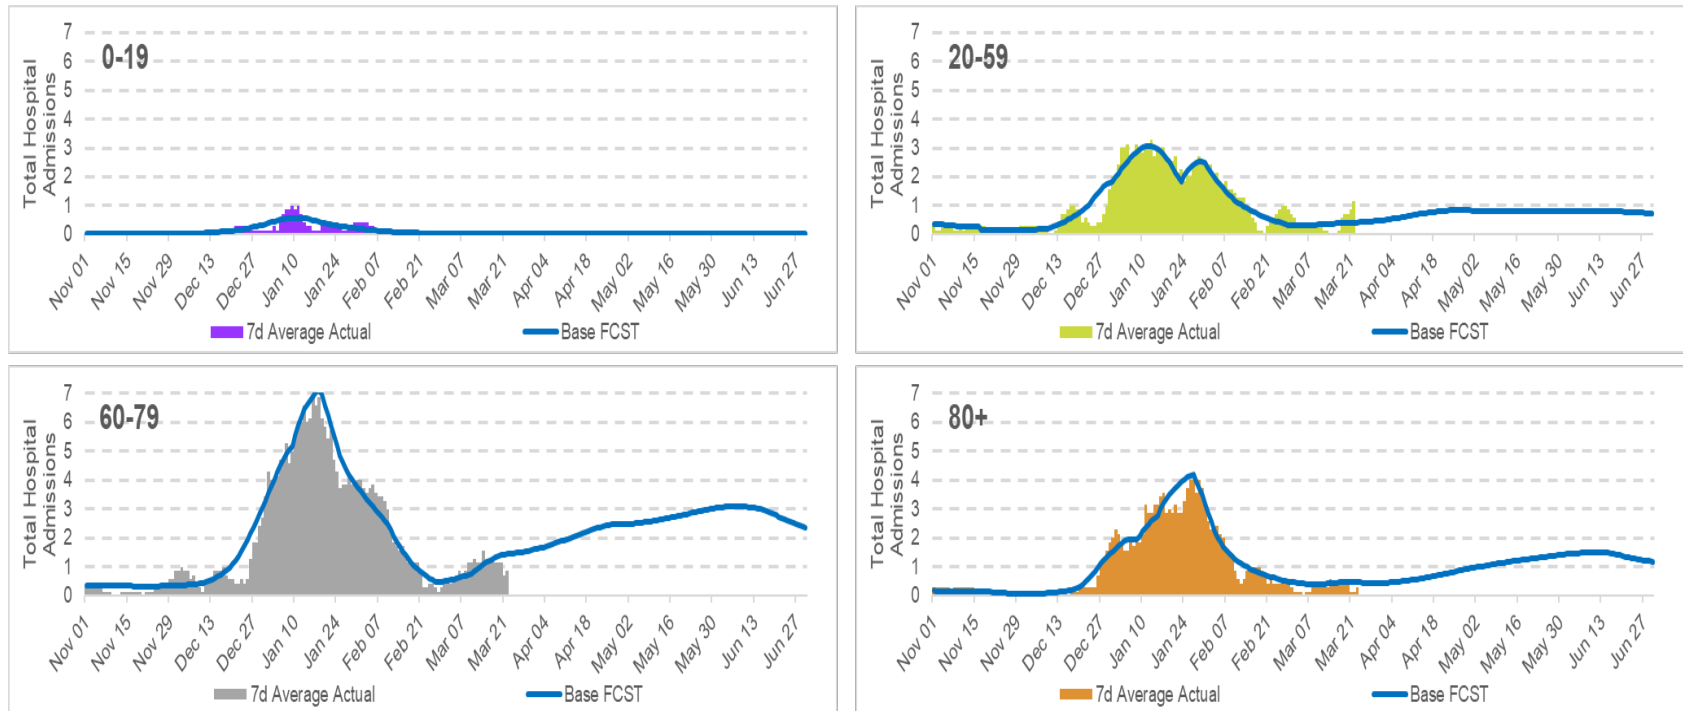 0-19
Total Hospital
Admissions
7
6
5
4
3
2
1
0
Nov 01 Nov 15 Nov 29 Dec 13 Dec 27 Jan 10 Jan 24 Feb 07 Feb 21 Mar 07 Mar 21 Apr 04 Apr 18 May 02 May 16 May 30 Jun 13 Jun 27
7d Average Actual Base FCST
20-59
Total Hospital
Admissions
7
6
5
4
3
2
1
0
Nov 01 Nov 15 Nov 29 Dec 13 Dec 27 Jan 10 Jan 24 Feb 07 Feb 21 Mar 07 Mar 21 Apr 04 Apr 18 May 02 May 16 May 30 Jun 13 Jun 27
7d Average Actual Base FCST
60-79
Total Hospital
Admissions
7
6
5
4
3
2
1
0
Nov 01 Nov 15 Nov 29 Dec 13 Dec 27 Jan 10 Jan 24 Feb 07 Feb 21 Mar 07 Mar 21 Apr 04 Apr 18 May 02 May 16 May 30 Jun 13 Jun 27
7d Average Actual Base FCST
80+
Total Hospital
Admissions
7
6
5
4
3
2
1
0
Nov 01 Nov 15 Nov 29 Dec 13 Dec 27 Jan 10 Jan 24 Feb 07 Feb 21 Mar 07 Mar 21 Apr 04 Apr 18 May 02 May 16 May 30 Jun 13 Jun 27
7d Average Actual Base FCST